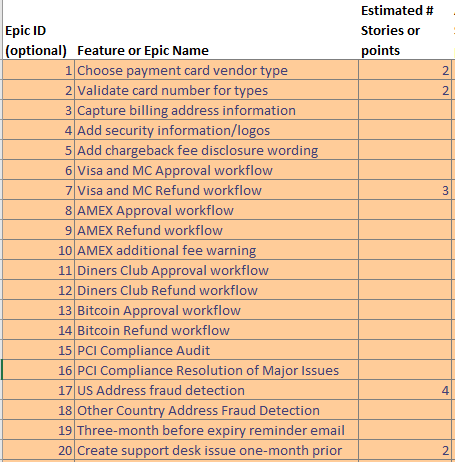 Epic ID (optional) Feature or Epic Name Estimated # Stories or points
1 Choose payment card vendor type 2
2 Validate card number for types 2
3 Capture billing address information
4 Add security information/logos
5 Add chargeback fee disclosure wording
6 Visa and MC Approval workflow
7 Visa and MC Refund workflow 3
8 AMEX Approval workflow
9 AMEX Refund workflow
10 AMEX additional fee warning
11 Diners Club Approval workflow
12 Diners Club Refund workflow
13 Bitcoin Approval workflow
14 Bitcoin Refund workflow
15 PCI Compliance Audit
16 PCI Compliance Resolution of Major Issues
17 US Address fraud detection 4
18 Other Country Address Fraud Detection
19 Three-month before expiry reminder email
20 Create support desk issue one-month prior 2